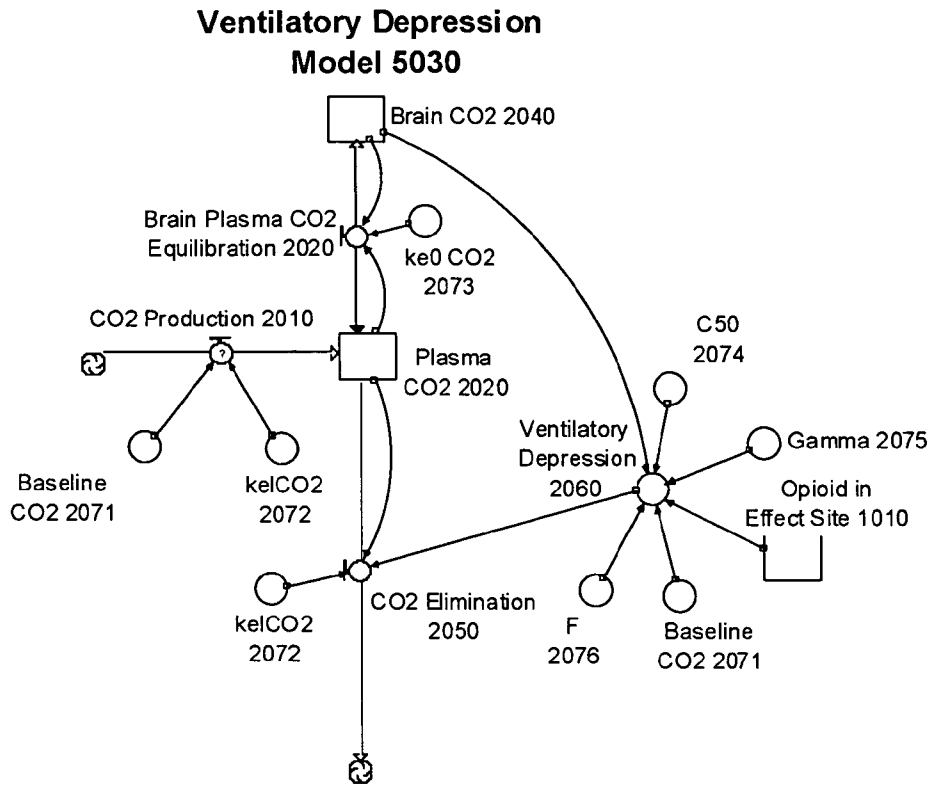 Ventilatory Depression
Model 5030
Brain CO2 2040
Brain Plasma CO2
Equilibration 2020
ke0 CO2
2073
CO2 Production 2010
?
Plasma
CO2 2020
C50
2074
Ventilatory
Depression
2060
Gamma 2075
Opioid in
Effect Site 1010
Baseline
CO2 2071
kelCO2
2072
kelCO2
2072
CO2 Elimination
2050
F
2076
Baseline
CO2 2071